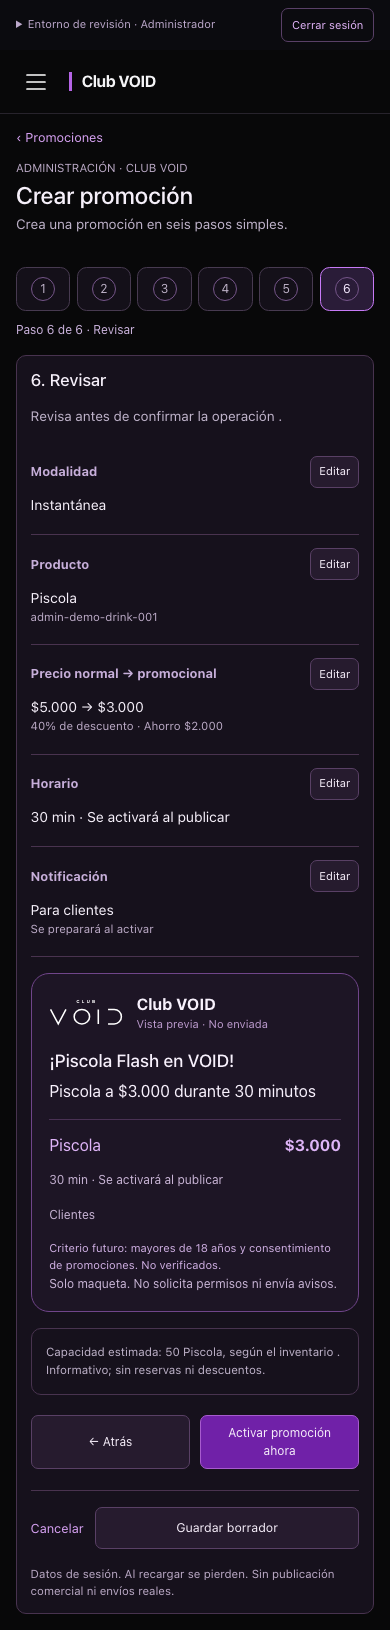 ▶ Entorno de revisión · Administrador
Cerrar sesión
Club VOID
‹ Promociones
ADMINISTRACIÓN · CLUB VOID
Crear promoción
Crea una promoción en seis pasos simples.
1 2 3 4 5 6
Paso 6 de 6 · Revisar
6. Revisar
Revisa antes de confirmar la operación .
Modalidad
Editar
Instantánea
Producto
Editar
Piscola
admin-demo-drink-001
Precio normal → promocional
Editar
$5.000 → $3.000
40% de descuento · Ahorro $2.000
Horario
Editar
30 min · Se activará al publicar
Notificación
Editar
Para clientes
Se preparará al activar
CLUB
VOID
Club VOID
Vista previa · No enviada
¡Piscola Flash en VOID!
Piscola a $3.000 durante 30 minutos
Piscola $3.000
30 min · Se activará al publicar
Clientes
Criterio futuro: mayores de 18 años y consentimiento
de promociones. No verificados.
Solo maqueta. No solicita permisos ni envía avisos.
Capacidad estimada: 50 Piscola, según el inventario .
Informativo; sin reservas ni descuentos.
← Atrás
Activar promoción
ahora
Cancelar
Guardar borrador
Datos de sesión. Al recargar se pierden. Sin publicación
comercial ni envíos reales.